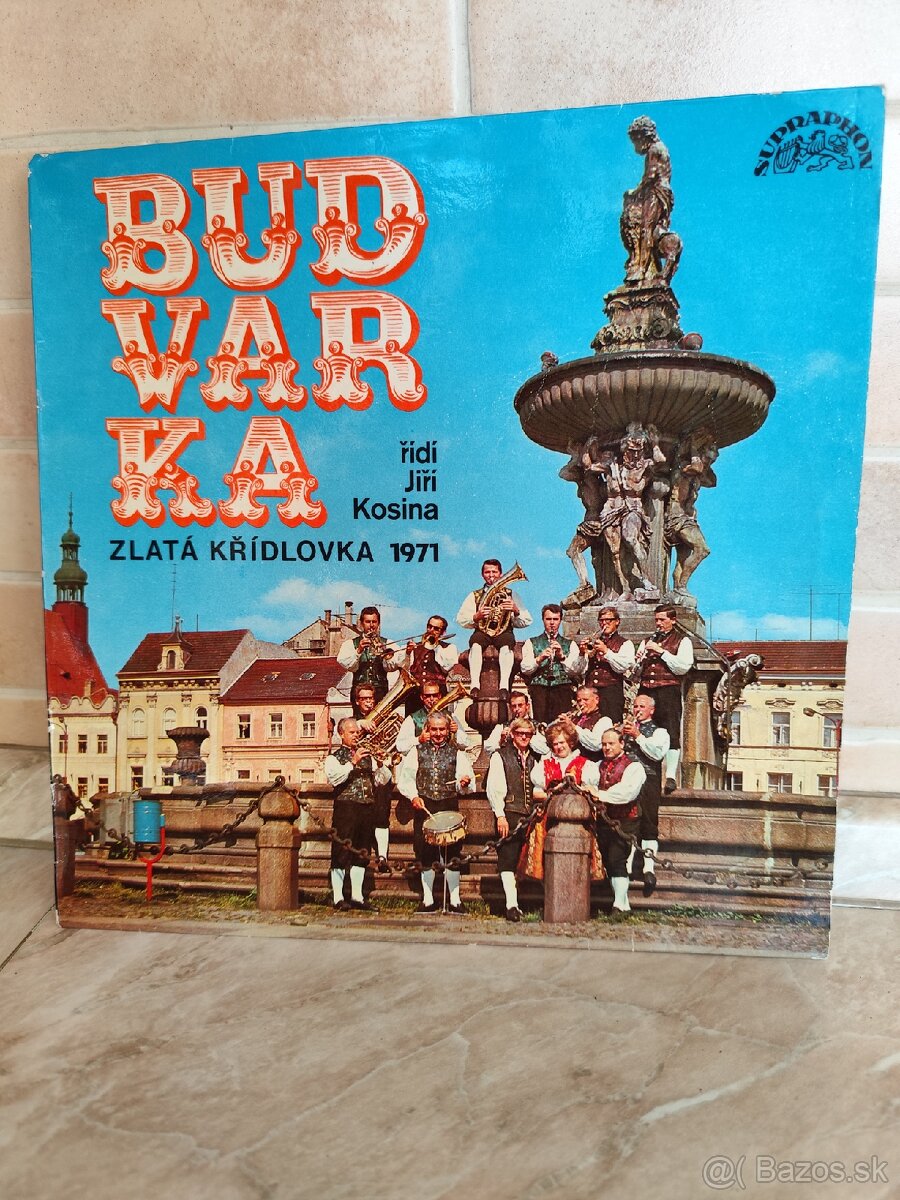 SUPRAPHON
BUD
VAR
KA
řídí
Jiří
Kosina
ZLATÁ KŘÍDLOVKA 1971
@( Bazos.sk